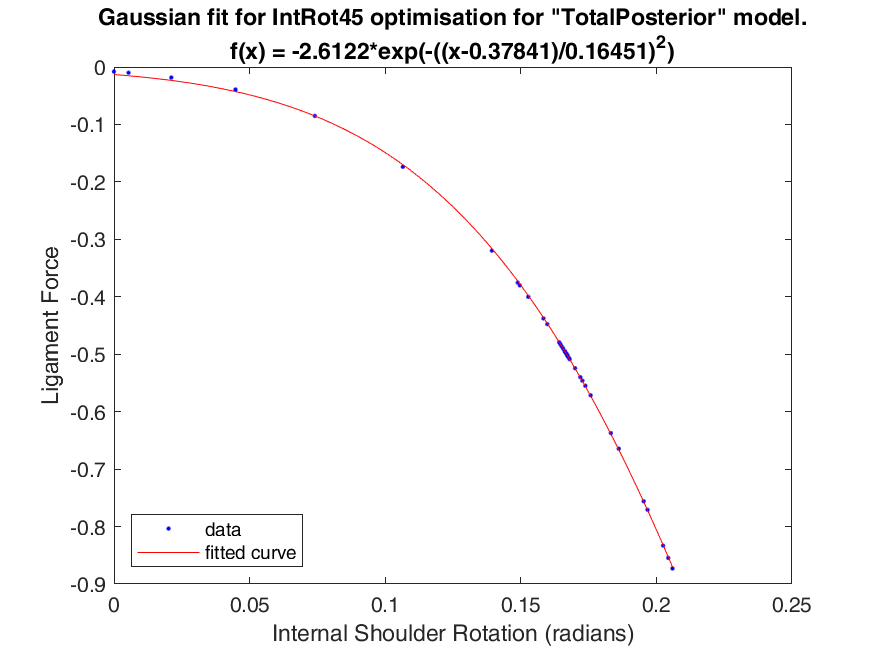 Gaussian fit for IntRot45 optimisation for "TotalPosterior" model.
f(x) = -2.6122*exp(-((x-0.37841)/0.16451)²)
0
-0.1
-0.2
-0.3
-0.4
-0.5
-0.6
-0.7
-0.8
-0.9
Ligament Force
data
fitted curve
0 0.05 0.1 0.15 0.2 0.25
Internal Shoulder Rotation (radians)